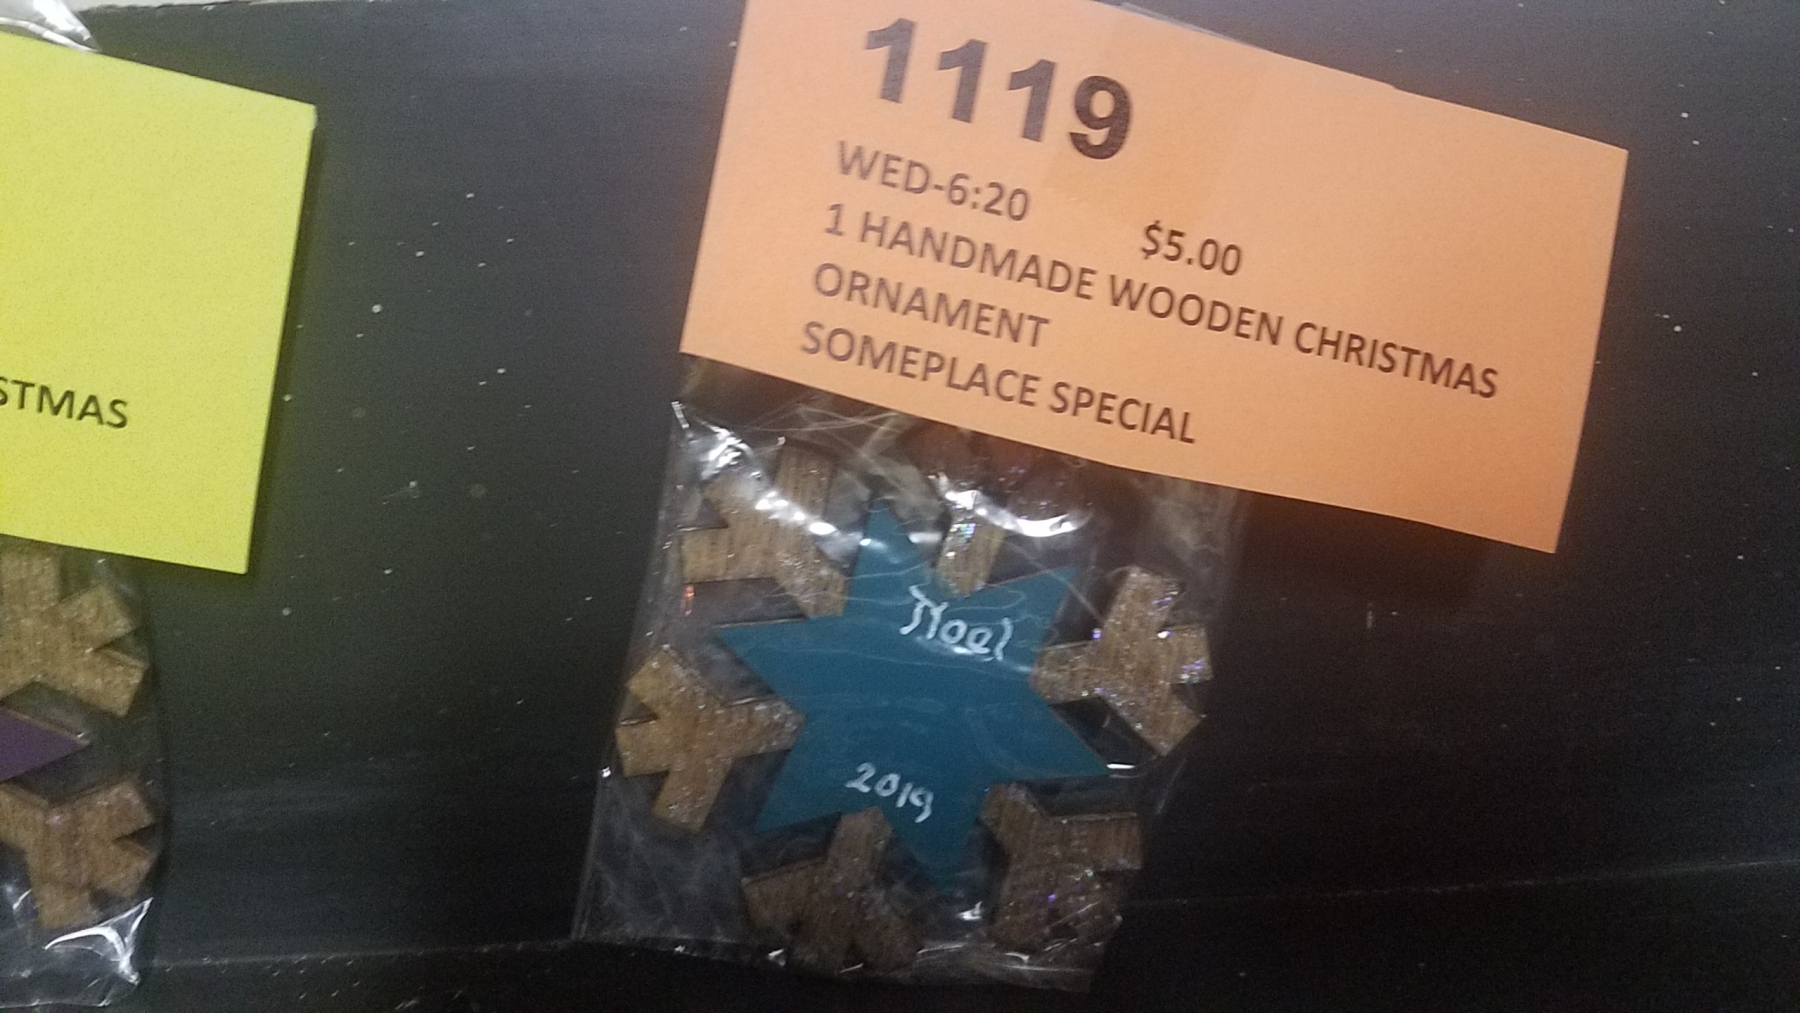 STMAS
1119
WED-6:20 $5.00
1 HANDMADE WOODEN CHRISTMAS
ORNAMENT
SOMEPLACE SPECIAL
Noel
2019